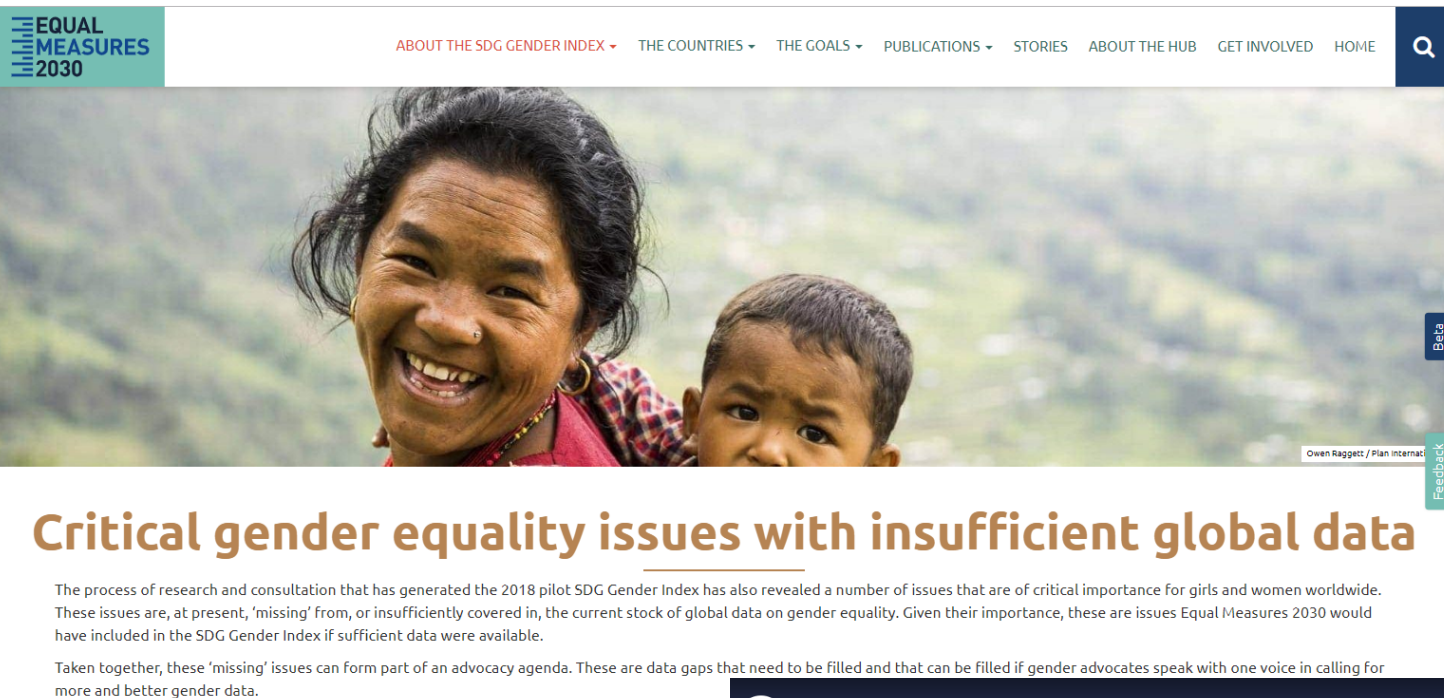 EQUAL
MEASURES
2030
ABOUT THE SDG GENDER INDEX THE COUNTRIES THE GOALS PUBLICATIONS STORIES ABOUT THE HUB GET INVOLVED HOME
Beta
Owen Raggett / Plan Internati
Feedback
Critical gender equality issues with insufficient global data
The process of research and consultation that has generated the 2018 pilot SDG Gender Index has also revealed a number of issues that are of critical importance for girls and women worldwide.
These issues are, at present, ‘missing’ from, or insufficiently covered in, the current stock of global data on gender equality. Given their importance, these are issues Equal Measures 2030 would
have included in the SDG Gender Index if sufficient data were available.
Taken together, these ‘missing’ issues can form part of an advocacy agenda. These are data gaps that need to be filled and that can be filled if gender advocates speak with one voice in calling for
more and better gender data.